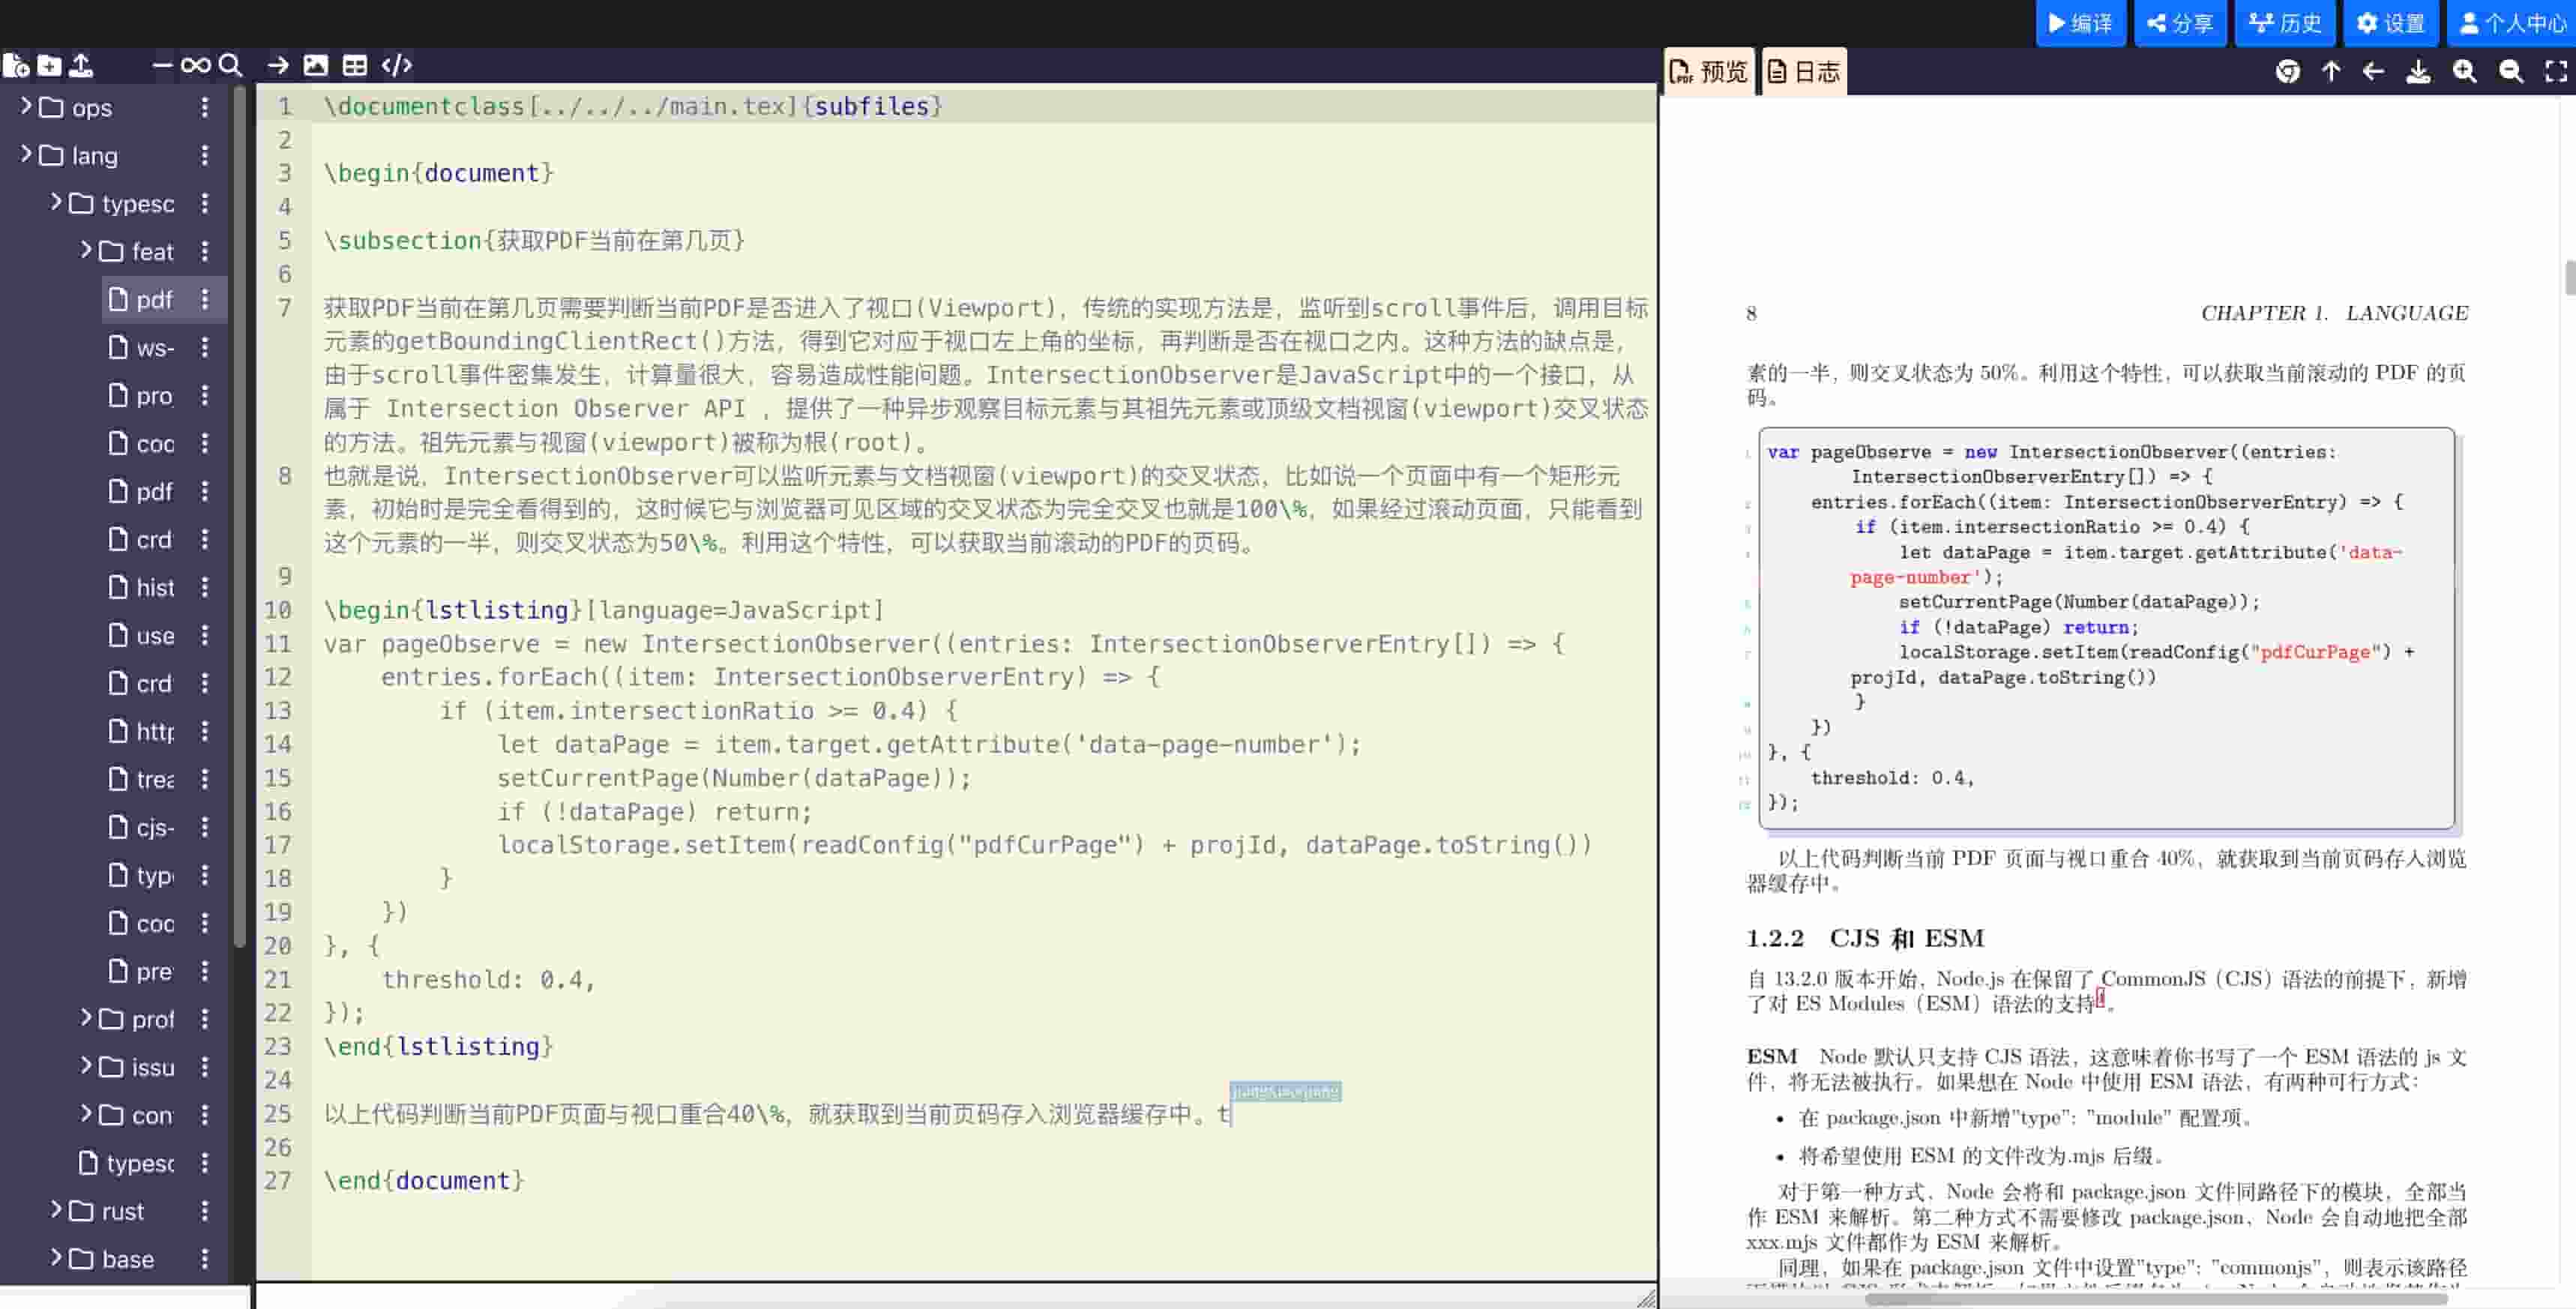 编译 分享 历史 设置 个人中心
预览 日志
ops
lang
typesc
feat
pdf
ws-
pro
coc
pdf
crd
hist
use
crd
http
trea
cjs-
typ
coc
pre
prof
issu
con
typesc
rust
base
1 \documentclass[../../../main.tex]{subfiles}
2
3 \begin{document}
4
5 \subsection{获取PDF当前在第几页}
6
7 获取PDF当前在第几页需要判断当前PDF是否进入了视口(Viewport)，传统的实现方法是，监听到scroll事件后，调用目标
元素的getBoundingClientRect()方法，得到它对应于视口左上角的坐标，再判断是否在视口之内。这种方法的缺点是，
由于scroll事件密集发生，计算量很大，容易造成性能问题。IntersectionObserver是JavaScript中的一个接口，从
属于 Intersection Observer API ，提供了一种异步观察目标元素与其祖先元素或顶级文档视窗(viewport)交叉状态
的方法。祖先元素与视窗(viewport)被称为根(root)。
8 也就是说，IntersectionObserver可以监听元素与文档视窗(viewport)的交叉状态，比如说一个页面中有一个矩形元
素，初始时是完全看得到的，这时候它与浏览器可见区域的交叉状态为完全交叉也就是100\%，如果经过滚动页面，只能看到
这个元素的一半，则交叉状态为50\%。利用这个特性，可以获取当前滚动的PDF的页码。
9
10 \begin{lstlisting}[language=JavaScript]
11 var pageObserve = new IntersectionObserver((entries: IntersectionObserverEntry[]) => {
12 entries.forEach((item: IntersectionObserverEntry) => {
13 if (item.intersectionRatio >= 0.4) {
14 let dataPage = item.target.getAttribute('data-page-number');
15 setCurrentPage(Number(dataPage));
16 if (!dataPage) return;
17 localStorage.setItem(readConfig("pdfCurPage") + projId, dataPage.toString())
18 }
19 })
20 }, {
21 threshold: 0.4,
22 });
23 \end{lstlisting}
24
25 以上代码判断当前PDF页面与视口重合40\%，就获取到当前页码存入浏览器缓存中。t
26
27 \end{document}
8 CHAPTER 1. LANGUAGE
素的一半，则交叉状态为 50%。利用这个特性，可以获取当前滚动的 PDF 的页
码。
var pageObserve = new IntersectionObserver((entries:
IntersectionObserverEntry[]) => {
entries.forEach((item: IntersectionObserverEntry) => {
if (item.intersectionRatio >= 0.4) {
let dataPage = item.target.getAttribute('data-
page-number');
setCurrentPage(Number(dataPage));
if (!dataPage) return;
localStorage.setItem(readConfig("pdfCurPage") +
projId, dataPage.toString())
}
})
}, {
threshold: 0.4,
});
以上代码判断当前 PDF 页面与视口重合 40%，就获取到当前页码存入浏览
器缓存中。
1.2.2 CJS 和 ESM
自 13.2.0 版本开始，Node.js 在保留了 CommonJS（CJS）语法的前提下，新增
了对 ES Modules（ESM）语法的支持。
ESM Node 默认只支持 CJS 语法，这意味着你书写了一个 ESM 语法的 js 文
件，将无法被执行。如果想在 Node 中使用 ESM 语法，有两种可行方式：
• 在 package.json 中新增"type": "module" 配置项。
• 将希望使用 ESM 的文件改为.mjs 后缀。
对于第一种方式、Node 会将和 package.json 文件同路径下的模块，全部当
作 ESM 来解析。第二种方式不需要修改 package.json、Node 会自动地把全部
xxx.mjs 文件都作为 ESM 来解析。
同理，如果在 package.json 文件中设置"type": "commonjs"，则表示该路径